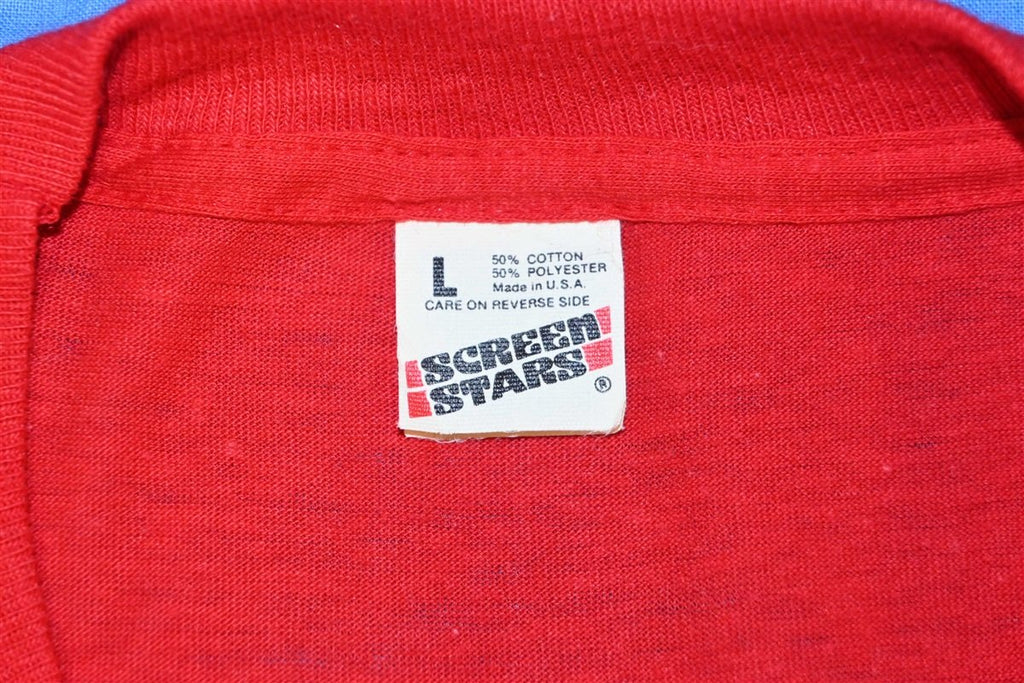 L
50% COTTON
50% POLYESTER
Made in U.S.A.
CARE ON REVERSE SIDE
SCREEN
STARS ®